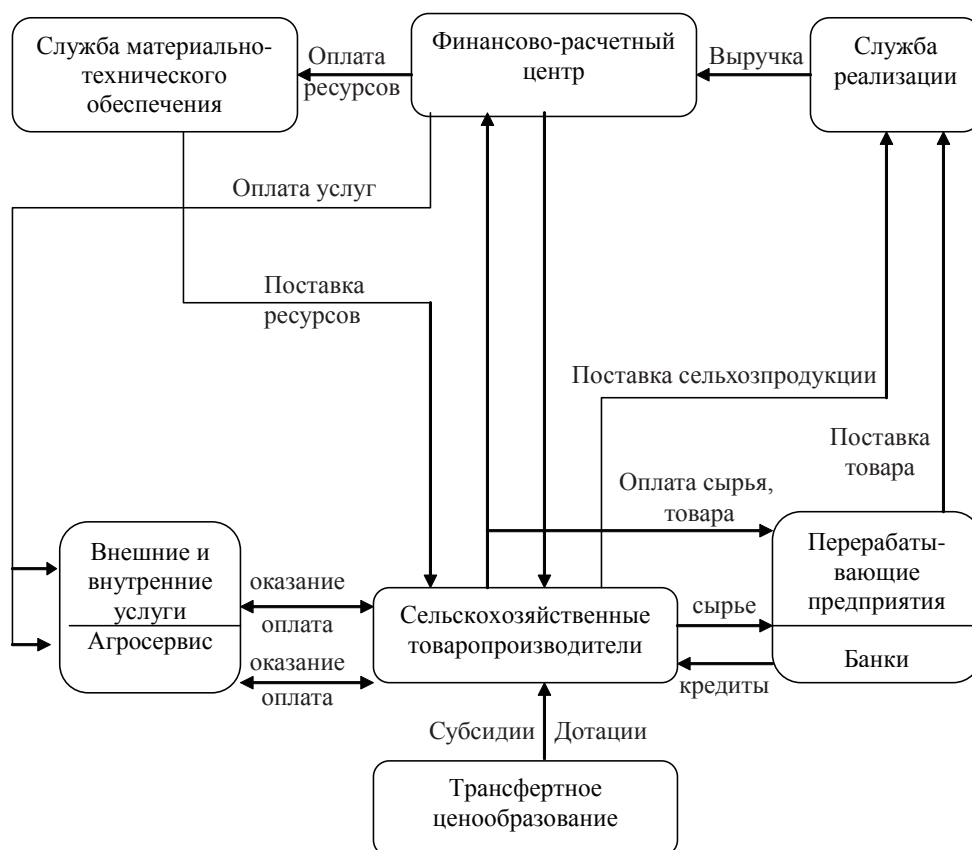 Служба материально-
технического
обеспечения
Оплата
ресурсов
Финансово-расчетный
центр
Выручка
Служба
реализации
Оплата услуг
Поставка
ресурсов
Поставка сельхозпродукции
Поставка
товара
Оплата сырья,
товара
Внешние и
внутренние
услуги
Агросервис
оказание
оплата
оказание
оплата
Сельскохозяйственные
товаропроизводители
сырье
кредиты
Перерабаты-
вающие
предприятия
Банки
Субсидии
Дотации
Трансфертное
ценообразование